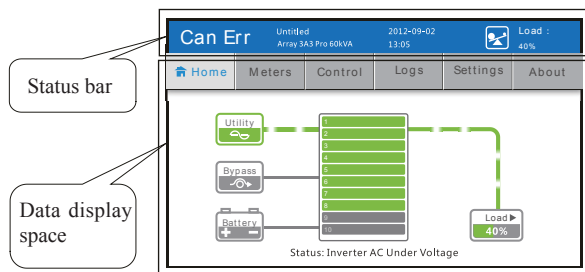 Can Err
Untitled
Array 3A3 Pro 60kVA
2012-09-02
13:05
Load :
40%
Status bar
Home Meters Control Logs Settings About
Utility
1
2
3
4
5
6
7
8
9
10
Bypass
Battery
Data display
space
Load
40%
Status: Inverter AC Under Voltage